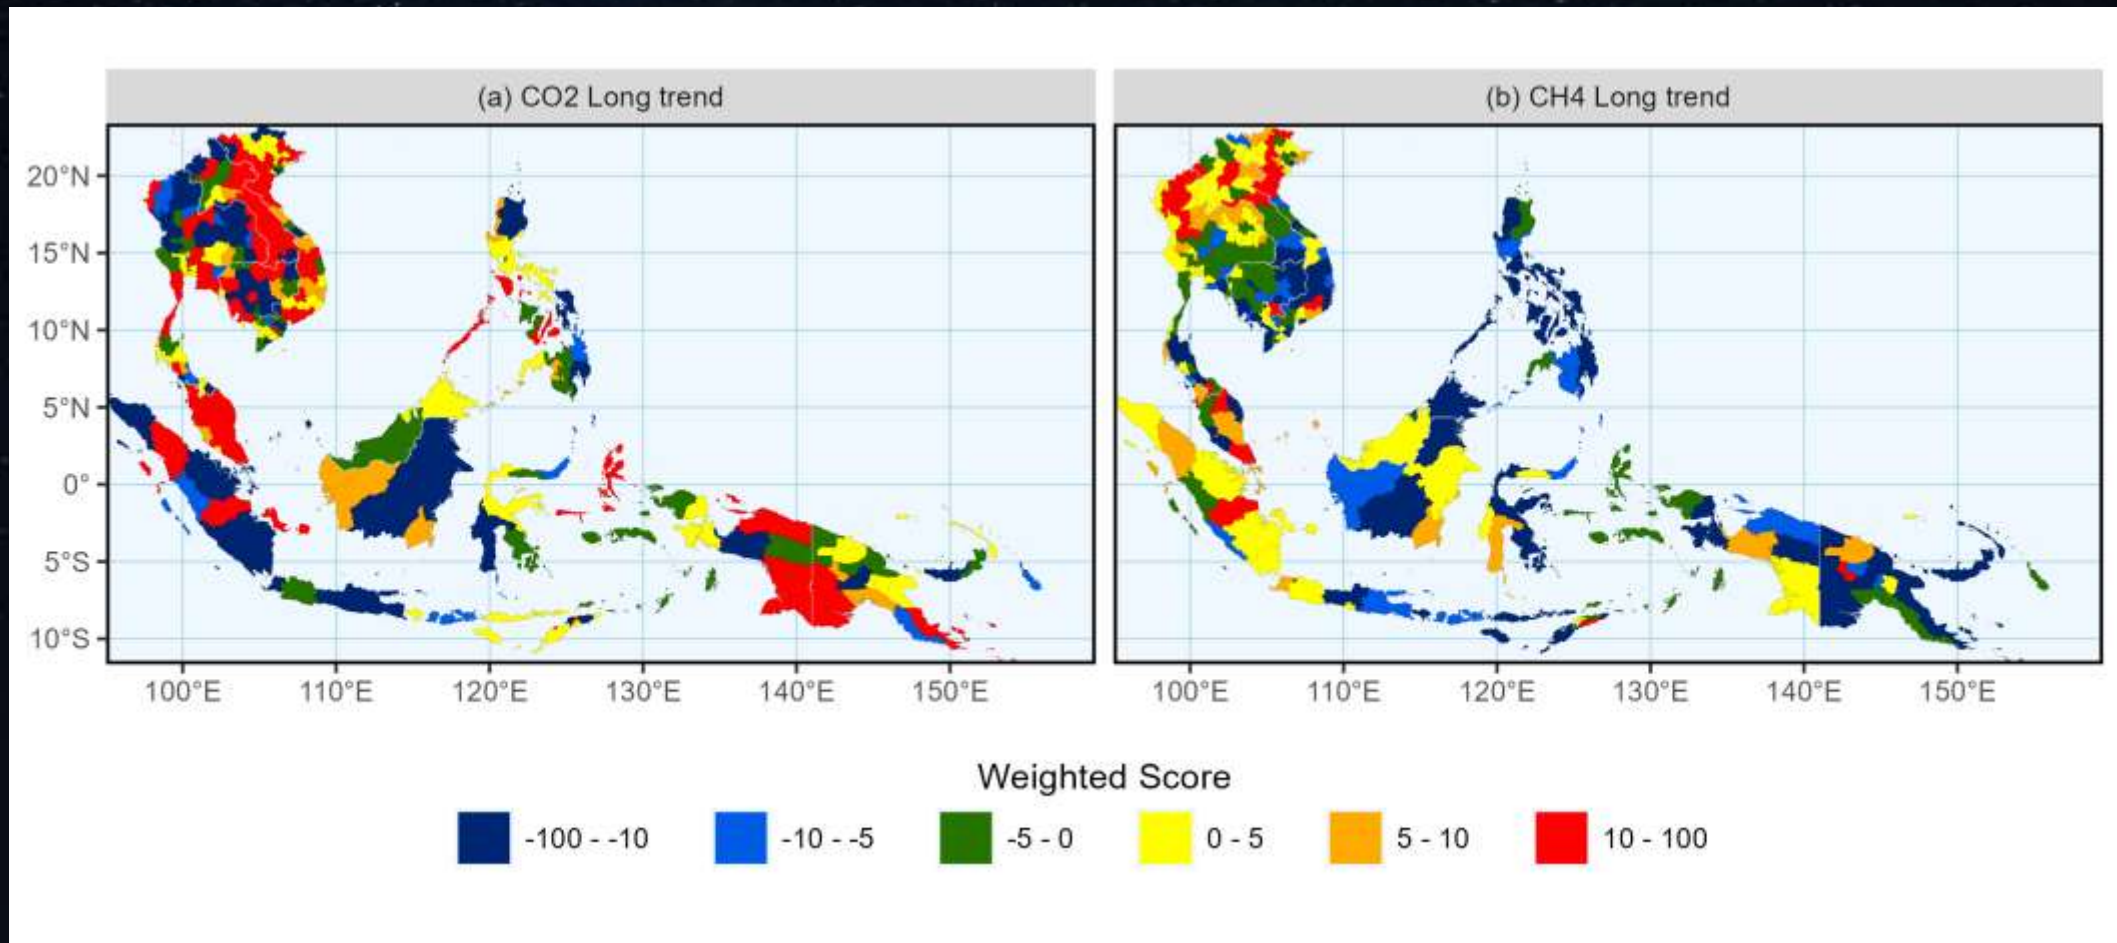 (a) CO2 Long trend
(b) CH4 Long trend
20°N
15°N
10°N
5°N
0°
5°S
10°S
100°E 110°E 120°E 130°E 140°E 150°E
100°E 110°E 120°E 130°E 140°E 150°E
Weighted Score
-100 - -10 -10 - -5 -5 - 0 0 - 5 5 - 10 10 - 100